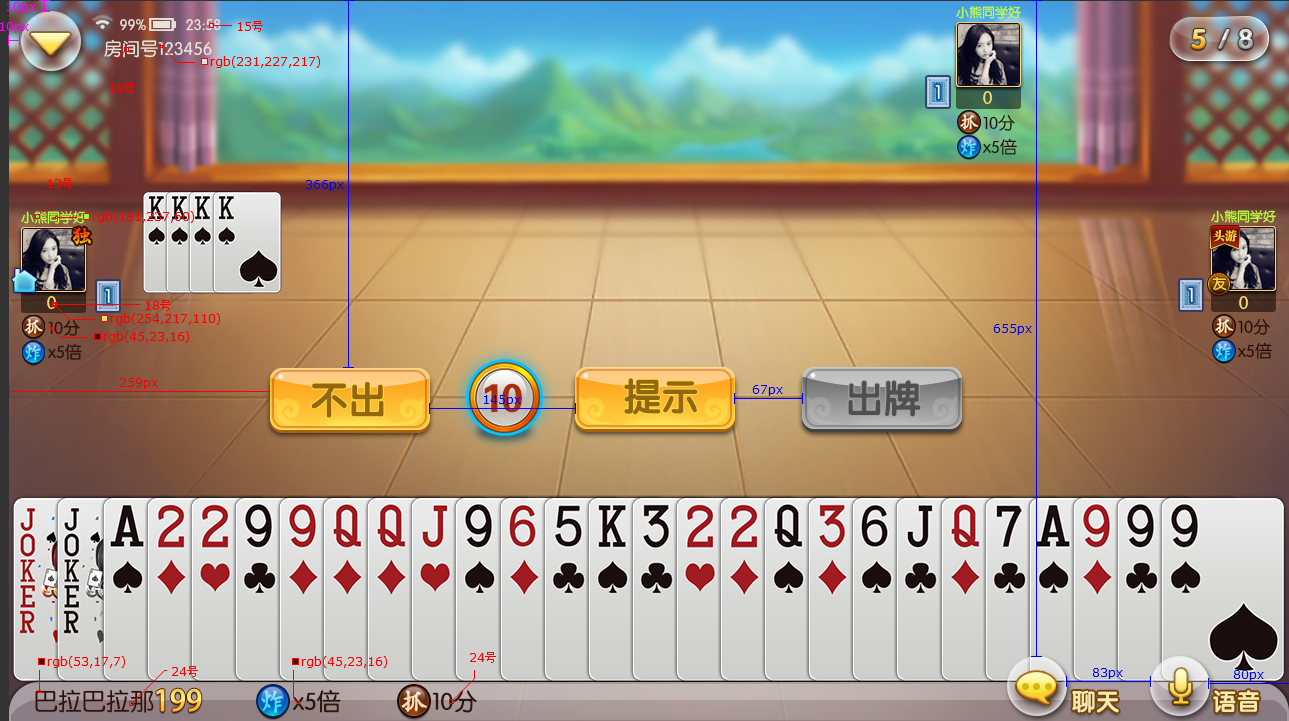 10px
10px
99% 23:58
15号
房间号123456
rgb(231,227,217)
18号
小熊同学好
1
0
抓10分
炸x5倍
5 / 8
366px
13号
小熊同学好
独
0
1
18号
rgb(254,217,110)
抓10分
rgb(45,23,16)
炸x5倍
K K K K
小熊同学好
头游
友
1
0
抓10分
炸x5倍
655px
259px
不出
10
145px
提示
67px
出牌
JOKER JOKER A 2 2 9 9 Q Q J 9 6 5 K 3 2 2 Q 3 6 J Q 7 A 9 9 9
rgb(53,17,7)
24号
rgb(45,23,16)
24号
巴拉巴拉那199
炸x5倍
抓10分
83px
聊天
80px
语音